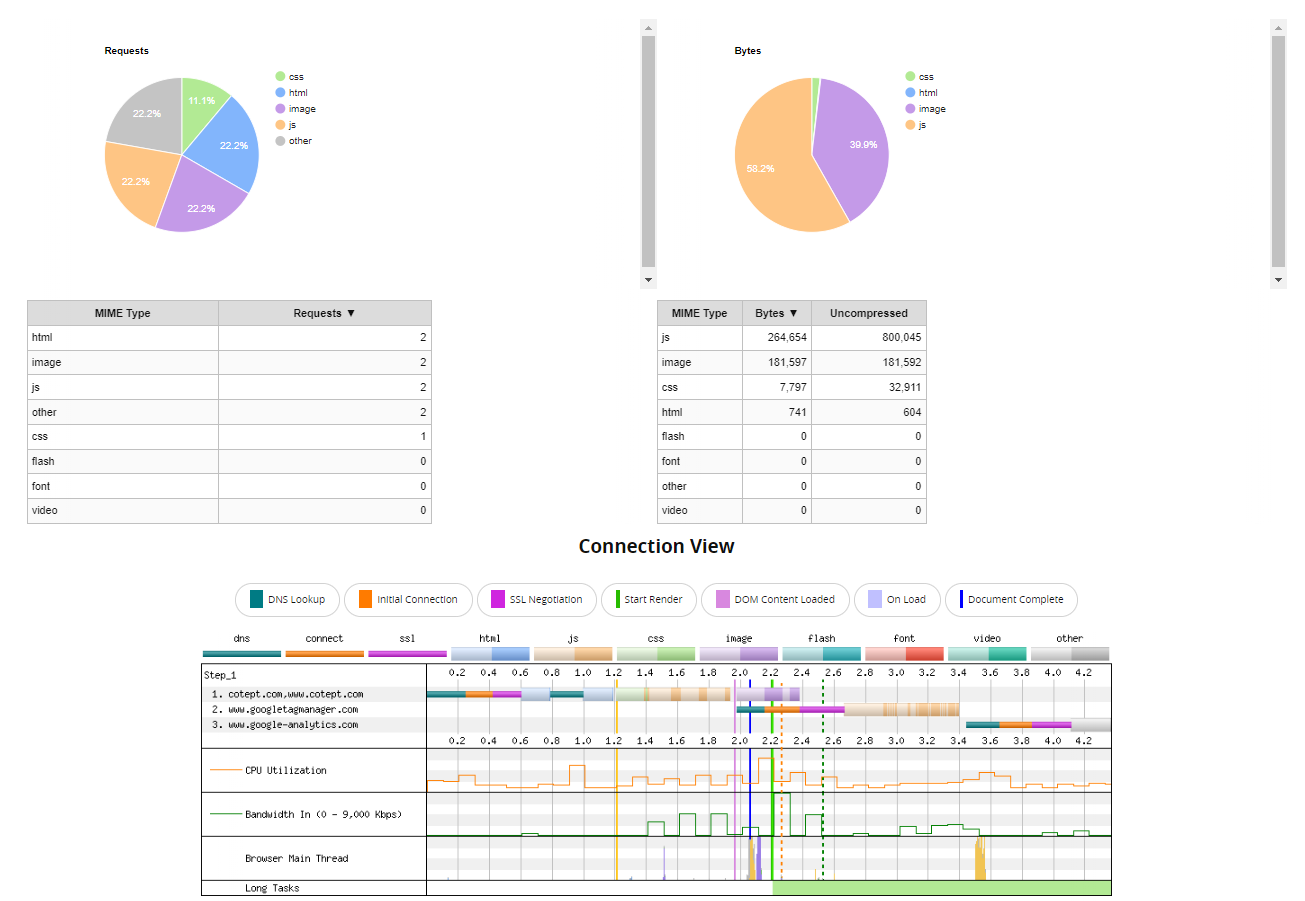 Requests
css
html
image
js
other
11.1%
22.2%
22.2%
22.2%
22.2%
Bytes
css
html
image
js
39.9%
58.2%
MIME Type Requests ▼
html 2
image 2
js 2
other 2
css 1
flash 0
font 0
video 0
MIME Type Bytes ▼ Uncompressed
js 264,654 800,045
image 181,597 181,592
css 7,797 32,911
html 741 604
flash 0 0
font 0 0
other 0 0
video 0 0
Connection View
DNS Lookup Initial Connection SSL Negotiation Start Render DOM Content Loaded On Load Document Complete
dns connect ssl html js css image flash font video other
Step_1 0.2 0.4 0.6 0.8 1.0 1.2 1.4 1.6 1.8 2.0 2.2 2.4 2.6 2.8 3.0 3.2 3.4 3.6 3.8 4.0 4.2
1. cotept.com,www.cotept.com
2. www.googletagmanager.com
3. www.google-analytics.com
0.2 0.4 0.6 0.8 1.0 1.2 1.4 1.6 1.8 2.0 2.2 2.4 2.6 2.8 3.0 3.2 3.4 3.6 3.8 4.0 4.2
CPU Utilization
Bandwidth In (0 - 9,000 Kbps)
Browser Main Thread
Long Tasks